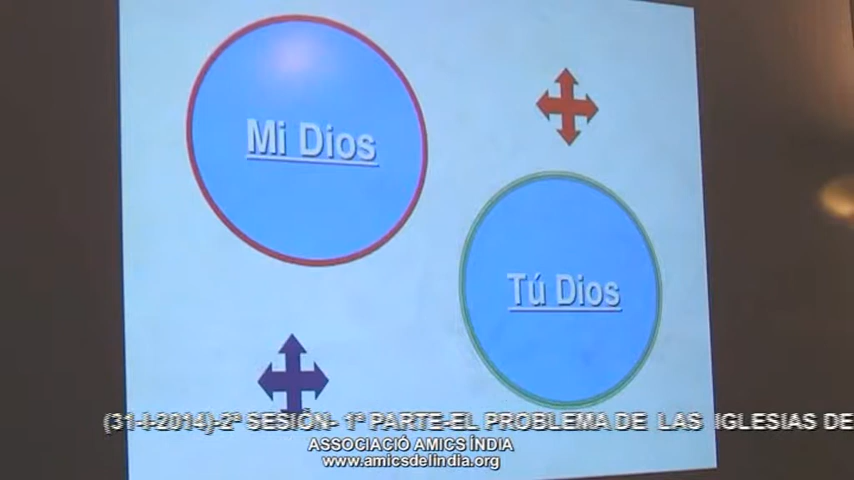 Mi Dios
Tú Dios
(31-I-2014)-2ª SESIÓN- 1ª PARTE-EL PROBLEMA DE LAS IGLESIAS DE
ASSOCIACIÓ AMICS ÍNDIA
www.amicsdelindia.org